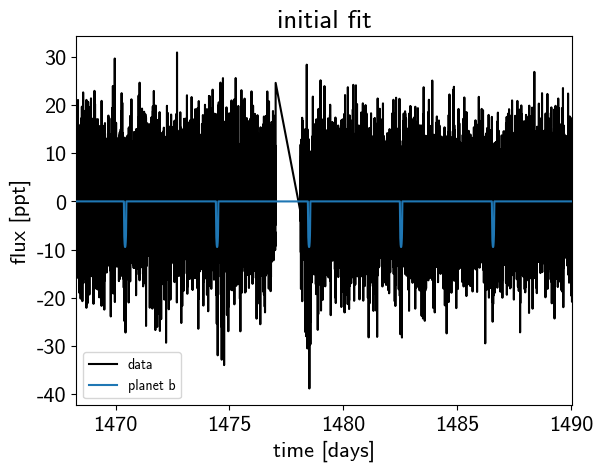 initial fit
flux [ppt]
30
20
10
0
-10
-20
-30
-40
data
planet b
1470
1475
1480
1485
1490
time [days]